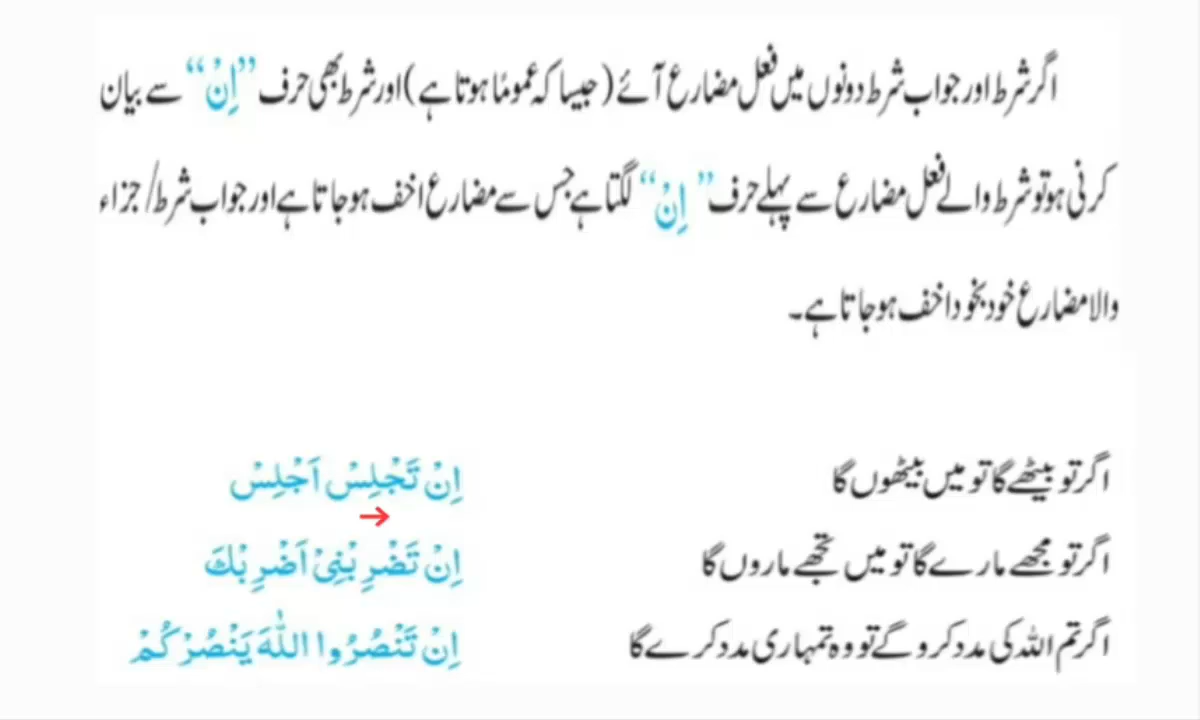 اگر شرط اور جواب شرط دونوں میں فعل مضارع آئے (جیسا کہ عموماً ہوتا ہے) اور شرط بھی حرف ”اِنْ“ سے بیان
کرنی ہو تو شرط والے فعل مضارع سے پہلے حرف ”اِنْ“ لگتا ہے جس سے مضارع اخف ہو جاتا ہے اور جواب شرط/جزاء
والا مضارع خود بخود اخف ہو جاتا ہے۔
اگر تو بیٹھے گا تو میں بیٹھوں گا اِنْ تَجْلِسْ اَجْلِسْ
اگر تو مجھے مارے گا تو میں تجھے ماروں گا اِنْ تَضْرِبْنِیْ اَضْرِبْكَ
اگر تم اللہ کی مدد کرو گے تو وہ تمہاری مدد کرے گا اِنْ تَنْصُرُوا اللّٰهَ یَنْصُرْكُمْ